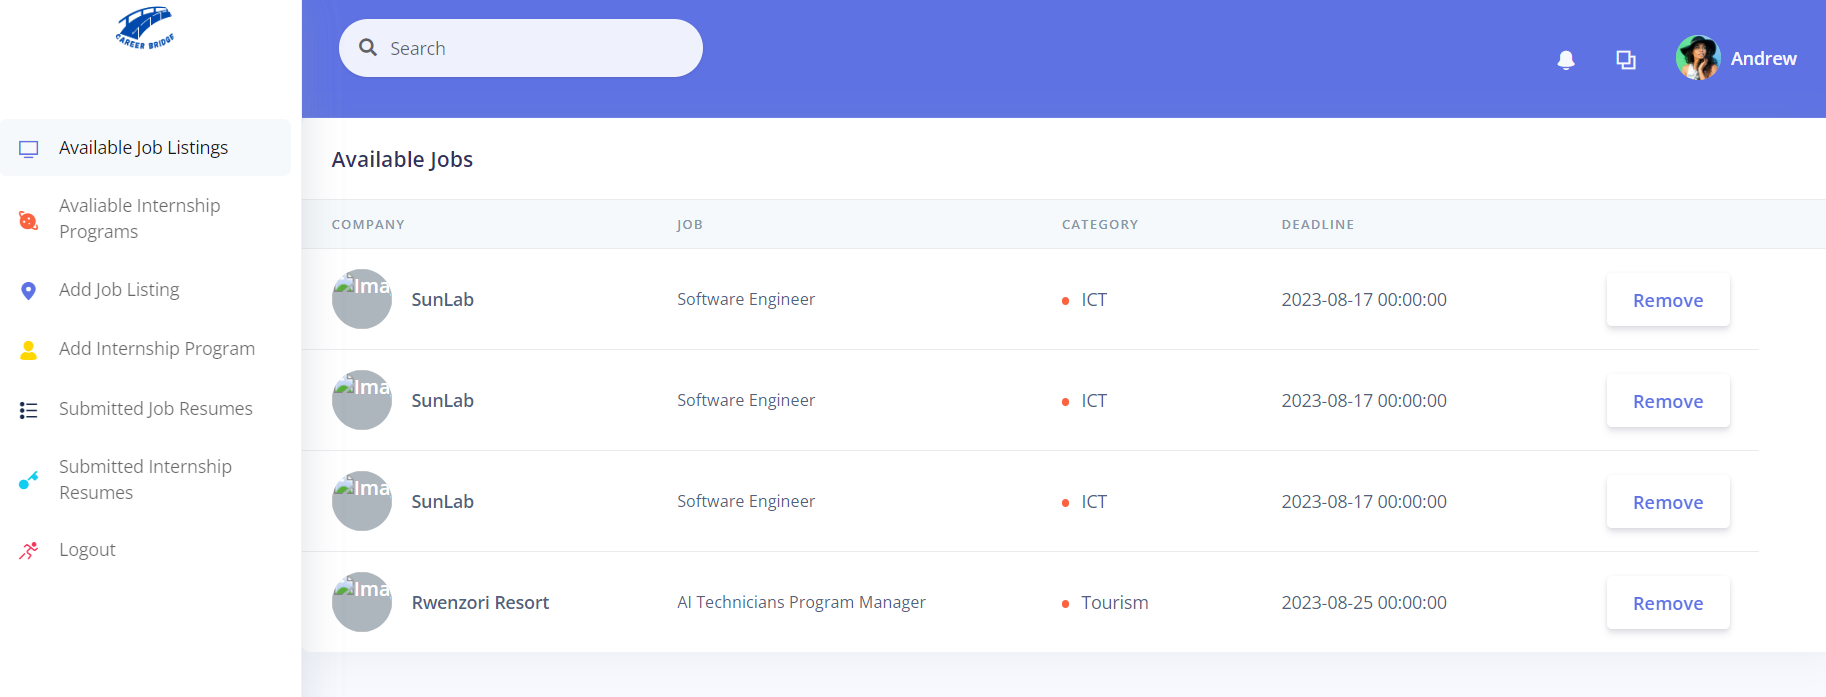 CAREER BRIDGE
Search
Andrew
Available Job Listings
Avaliable Internship
Programs
Add Job Listing
Add Internship Program
Submitted Job Resumes
Submitted Internship
Resumes
Logout
Available Jobs
COMPANY JOB CATEGORY DEADLINE
Ima SunLab Software Engineer ICT 2023-08-17 00:00:00 Remove
Ima SunLab Software Engineer ICT 2023-08-17 00:00:00 Remove
Ima SunLab Software Engineer ICT 2023-08-17 00:00:00 Remove
Ima Rwenzori Resort AI Technicians Program Manager Tourism 2023-08-25 00:00:00 Remove